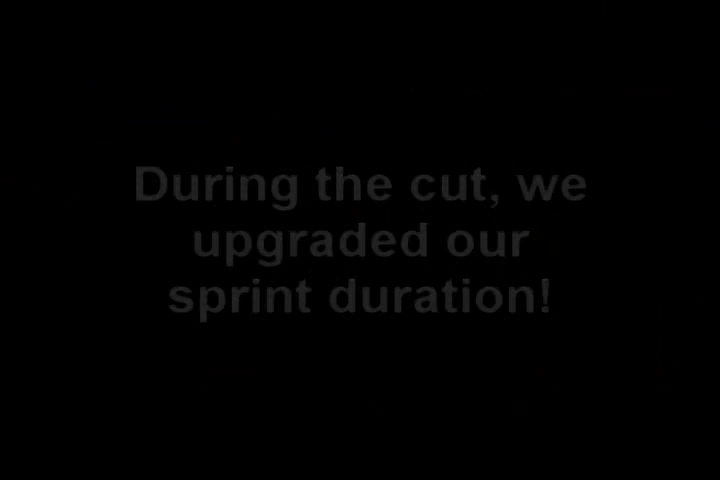 During the cut, we
upgraded our
sprint duration!